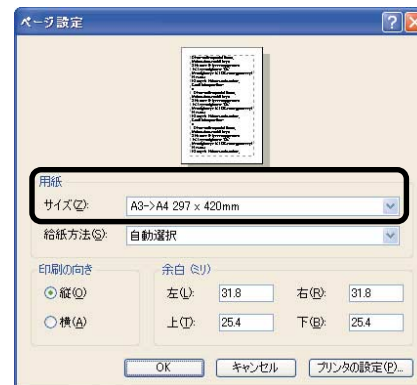 ページ設定
用紙
サイズ(Z): A3->A4 297 x 420mm
給紙方法(S): 自動選択
印刷の向き 余白 (ミリ)
縦(O) 左(L): 31.8 右(R): 31.8
横(A) 上(T): 25.4 下(B): 25.4
OK キャンセル プリンタの設定(P)...